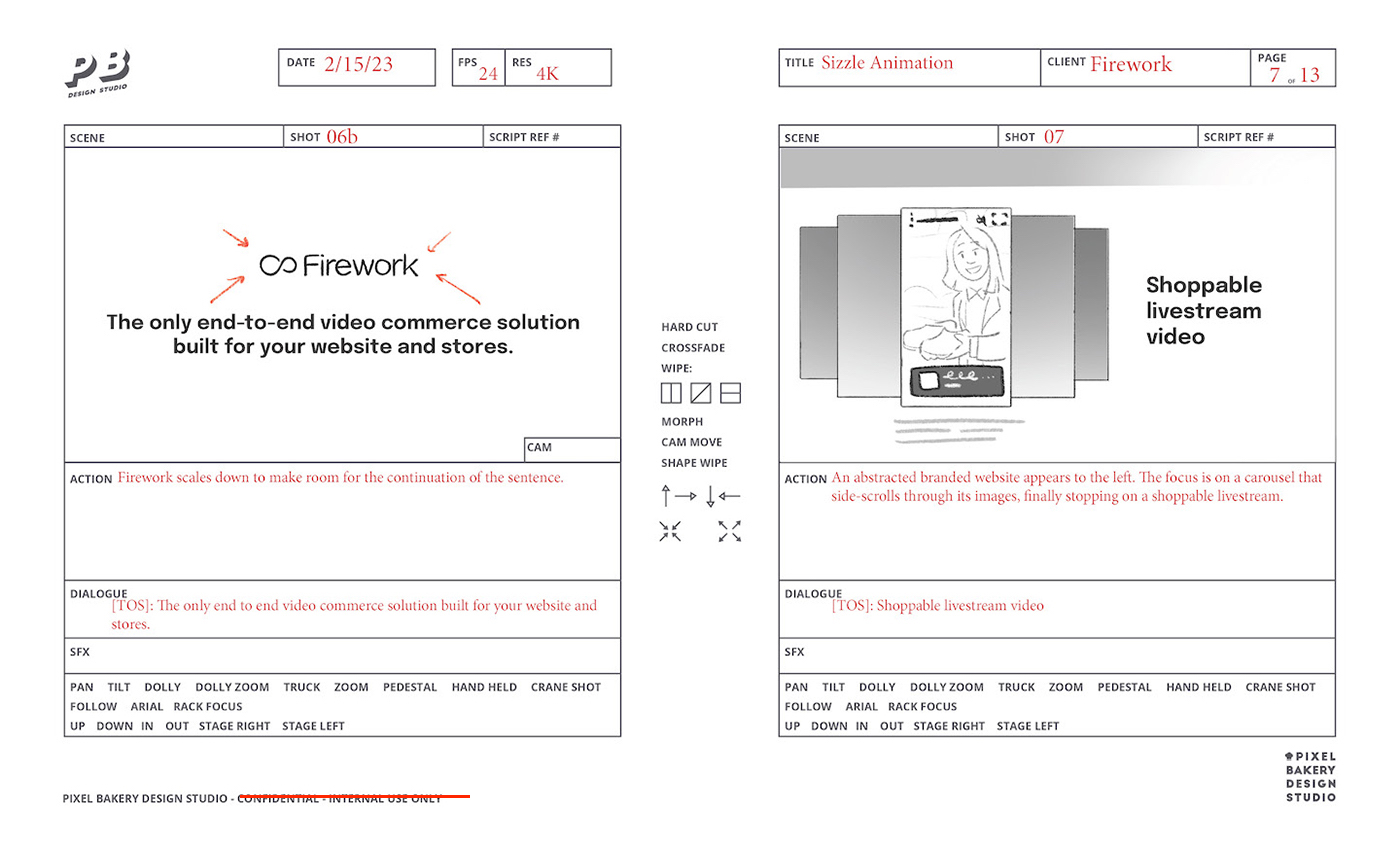 PB
DESIGN STUDIO
DATE 2/15/23
FPS 24
RES 4K
TITLE Sizzle Animation
CLIENT Firework
PAGE 7 OF 13
SCENE
SHOT 06b
SCRIPT REF #
Firework
The only end-to-end video commerce solution
built for your website and stores.
CAM
ACTION Firework scales down to make room for the continuation of the sentence.
DIALOGUE
[TOS]: The only end to end video commerce solution built for your website and
stores.
SFX
PAN TILT DOLLY DOLLY ZOOM TRUCK ZOOM PEDESTAL HAND HELD CRANE SHOT
FOLLOW ARIAL RACK FOCUS
UP DOWN IN OUT STAGE RIGHT STAGE LEFT
HARD CUT
CROSSFADE
WIPE:
MORPH
CAM MOVE
SHAPE WIPE
SCENE
SHOT 07
SCRIPT REF #
Shoppable
livestream
video
ACTION An abstracted branded website appears to the left. The focus is on a carousel that
side-scrolls through its images, finally stopping on a shoppable livestream.
DIALOGUE
[TOS]: Shoppable livestream video
SFX
PAN TILT DOLLY DOLLY ZOOM TRUCK ZOOM PEDESTAL HAND HELD CRANE SHOT
FOLLOW ARIAL RACK FOCUS
UP DOWN IN OUT STAGE RIGHT STAGE LEFT
PIXEL BAKERY DESIGN STUDIO - CONFIDENTIAL - INTERNAL USE ONLY
PIXEL
BAKERY
DESIGN
STUDIO